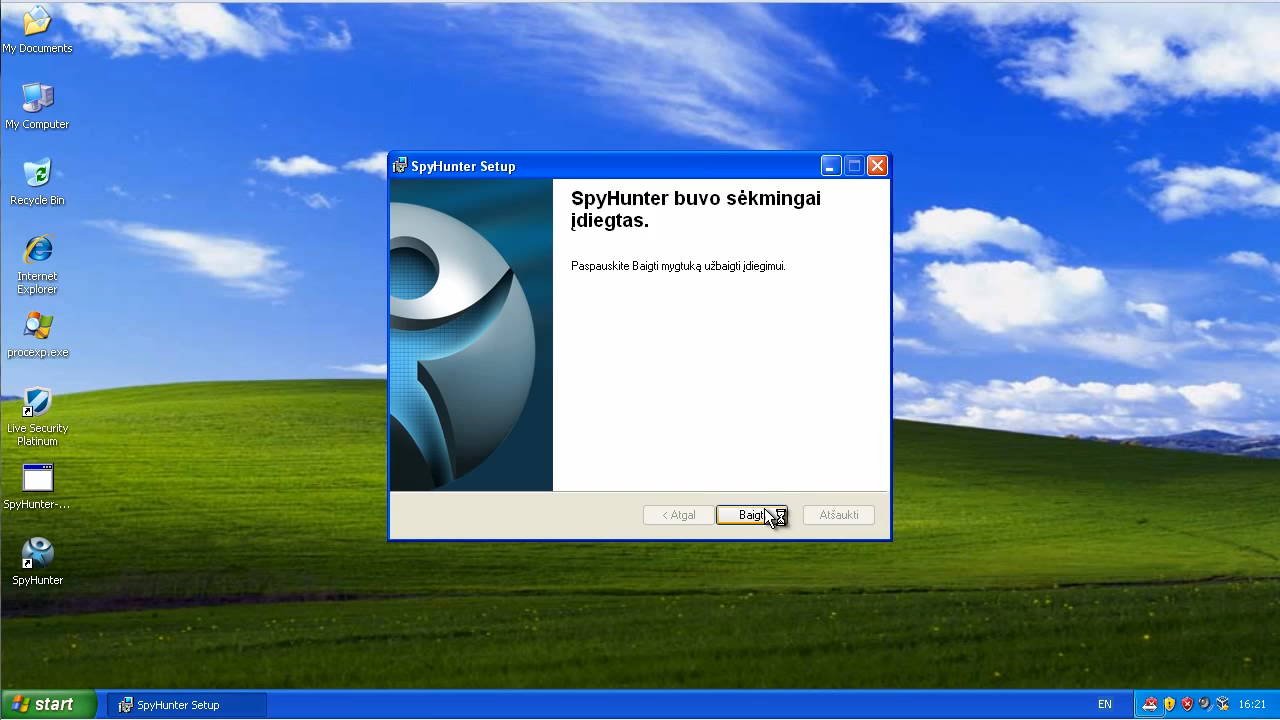 My Documents
My Computer
Recycle Bin
Internet
Explorer
procexp.exe
Live Security
Platinum
SpyHunter-...
SpyHunter
SpyHunter Setup
SpyHunter buvo sėkmingai
įdiegtas.
Paspauskite Baigti mygtuką užbaigti įdiegimui.
< Atgal
Baigti
Atšaukti
start
SpyHunter Setup
EN
16:21